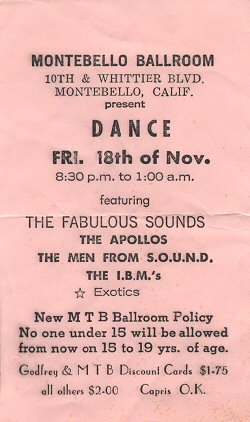 MONTEBELLO BALLROOM
10TH & WHITTIER BLVD.
MONTEBELLO, CALIF.
present
DANCE
FRI. 18th of Nov.
8:30 p.m. to 1:00 a.m.
featuring
THE FABULOUS SOUNDS
THE APOLLOS
THE MEN FROM S.O.U.N.D.
THE I.B.M.'s
☆ Exotics
New M T B Ballroom Policy
No one under 15 will be allowed
from now on 15 to 19 yrs. of age.
Godfrey & M T B Discount Cards $1.75
all others $2.00 Capris O.K.